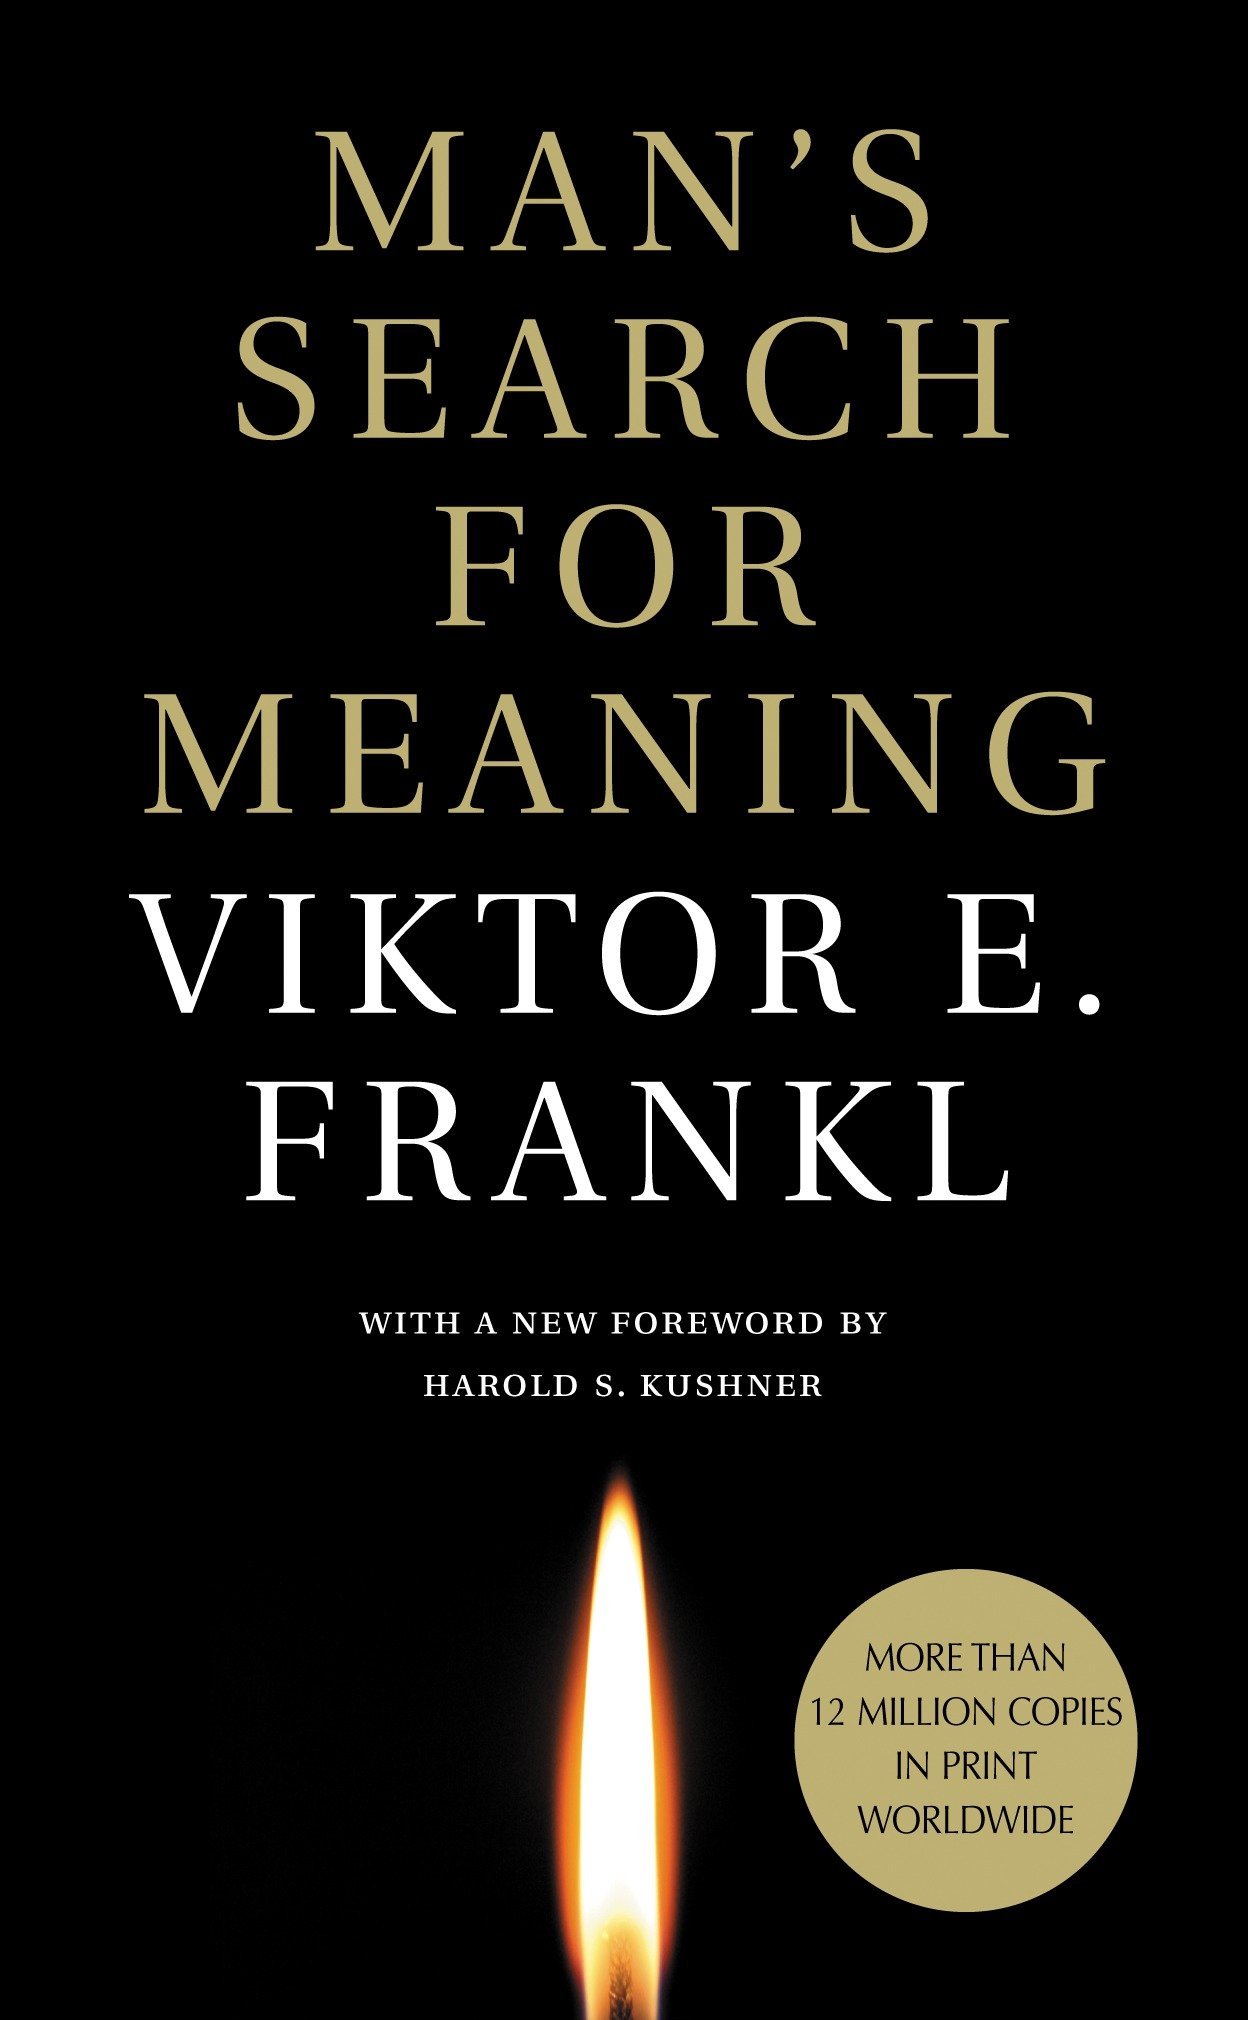 MAN’S
SEARCH
FOR
MEANING
VIKTOR E.
FRANKL
WITH A NEW FOREWORD BY
HAROLD S. KUSHNER
MORE THAN
12 MILLION COPIES
IN PRINT
WORLDWIDE